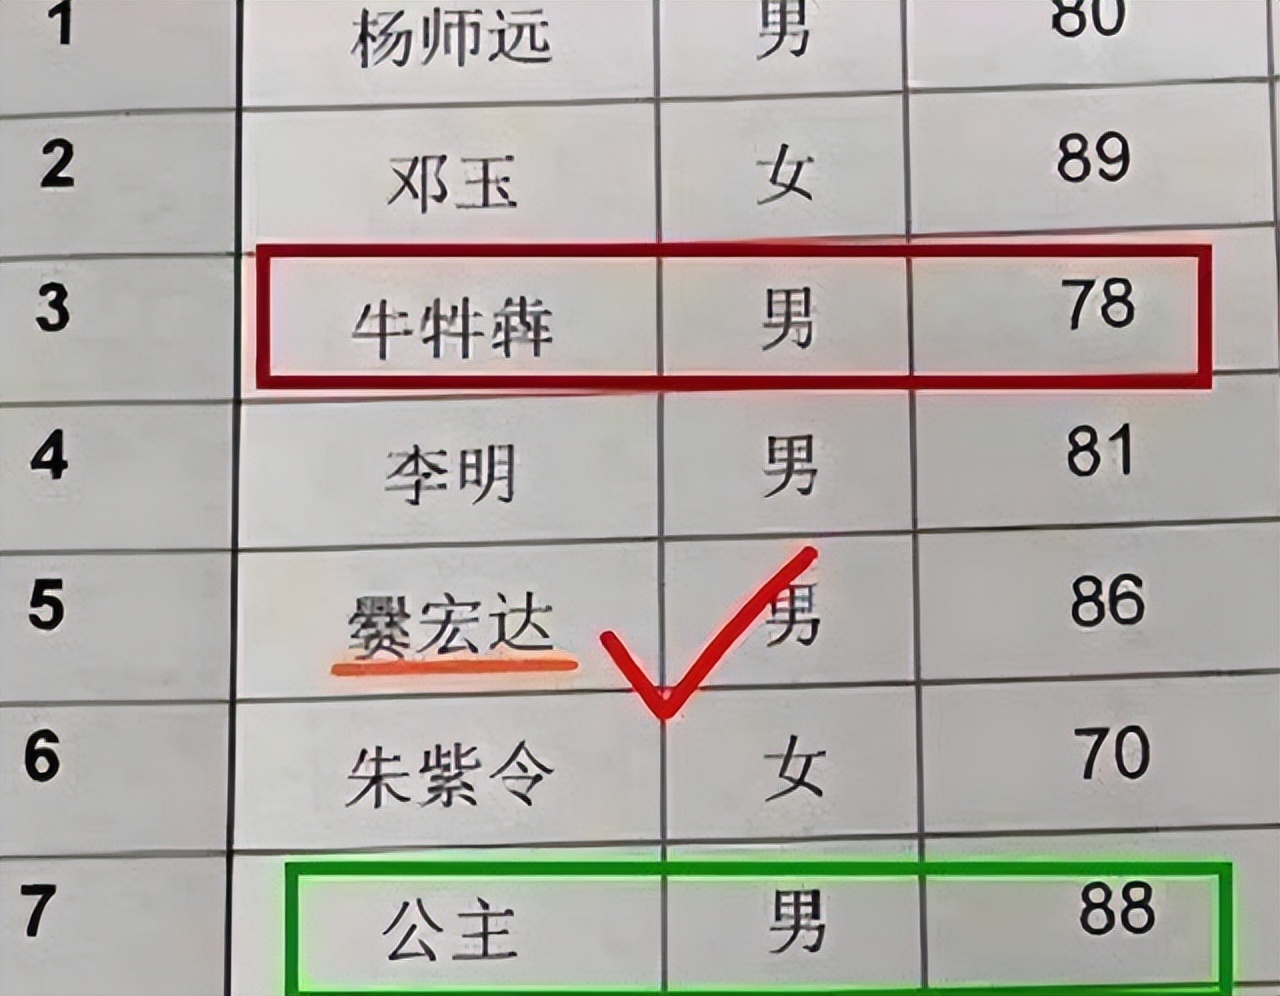 1 杨师远 男 80
2 邓玉 女 89
3 牛牪犇 男 78
4 李明 男 81
5 爨宏达 男 86
6 朱紫令 女 70
7 公主 男 88